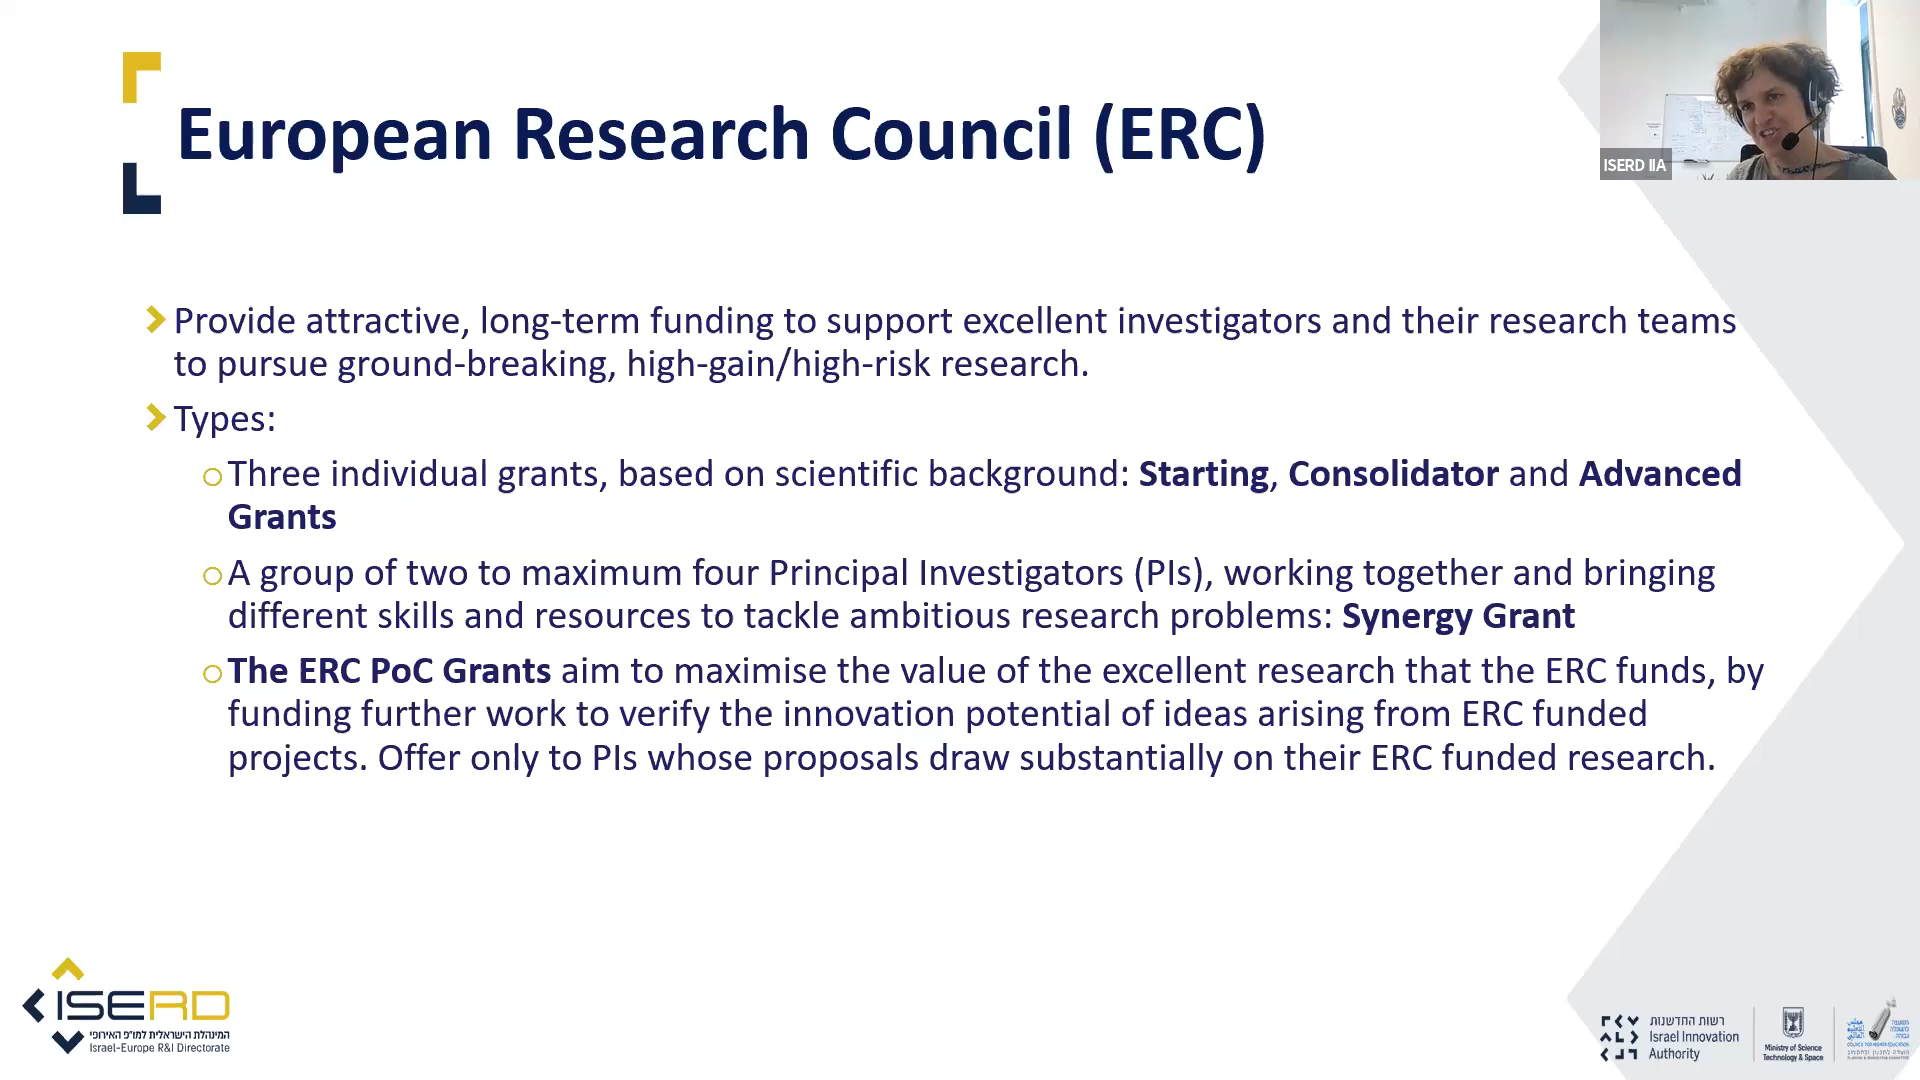 European Research Council (ERC)
ISERD IIA
Provide attractive, long-term funding to support excellent investigators and their research teams
to pursue ground-breaking, high-gain/high-risk research.
Types:
Three individual grants, based on scientific background: Starting, Consolidator and Advanced
Grants
A group of two to maximum four Principal Investigators (PIs), working together and bringing
different skills and resources to tackle ambitious research problems: Synergy Grant
The ERC PoC Grants aim to maximise the value of the excellent research that the ERC funds, by
funding further work to verify the innovation potential of ideas arising from ERC funded
projects. Offer only to PIs whose proposals draw substantially on their ERC funded research.
ISERD
המינהלת הישראלית למו"פ האירופי
Israel-Europe R&I Directorate
רשות החדשנות
Israel Innovation
Authority
Ministry of Science
Technology & Space